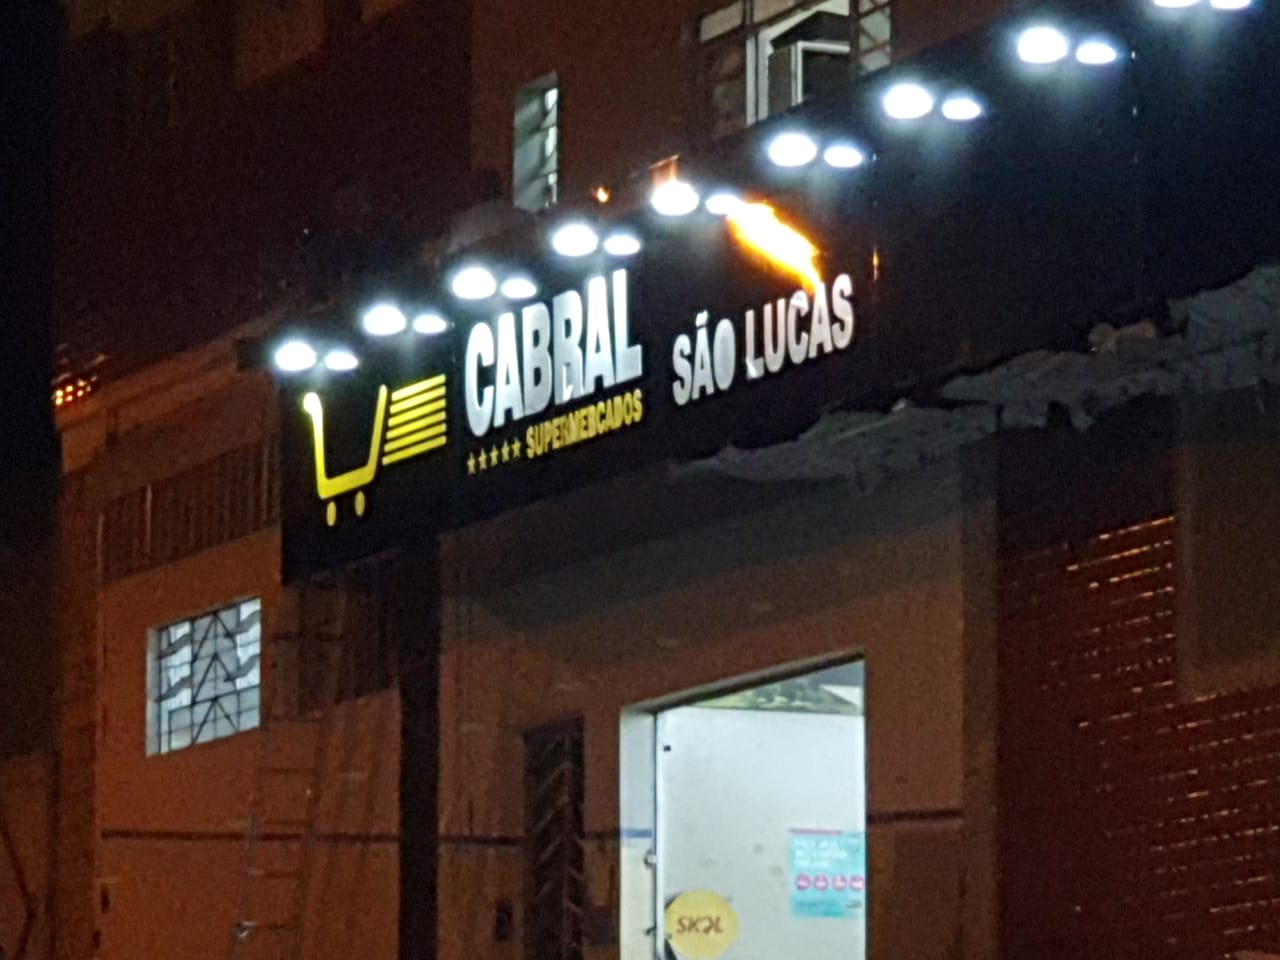 CABRAL
SUPERMERCADOS
SÃO LUCAS
SKOL